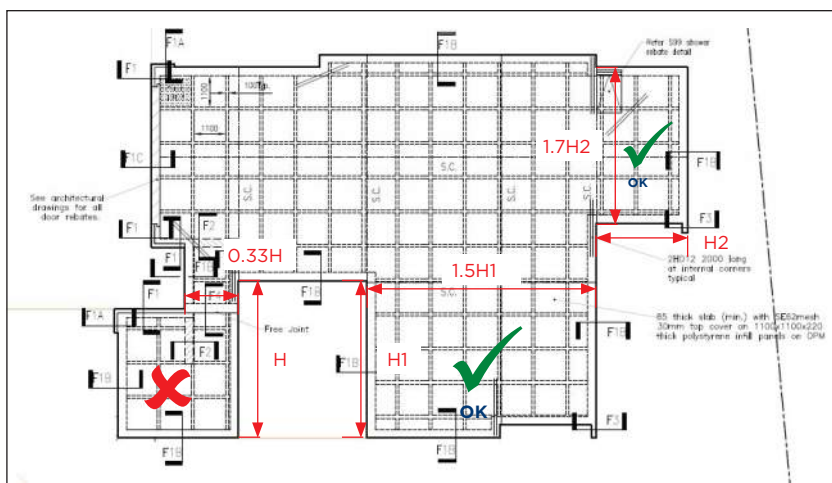 F1A
F1B
Refer S99 shower
rebate detail
F1
1100
100Typ.
1100
1.7H2
F1C
S.C.
OK
F1B
See architectural
drawings for all
door rebates.
S.C.
S.C.
S.C.
S.C.
F1
F2
F3
0.33H
H2
F1
F1B
1.5H1
2HD12 2000 long
at internal corners
typical
F1
F1B
S.C.
F1A
F4
85 thick slab (min.) with SE62mesh
30mm top cover on 1100x1100x220
thick polystyrene infill panels on DPM
Free Joint
F1B
F2
H
F1B
H1
F1B
OK
F3
F1B
F1B